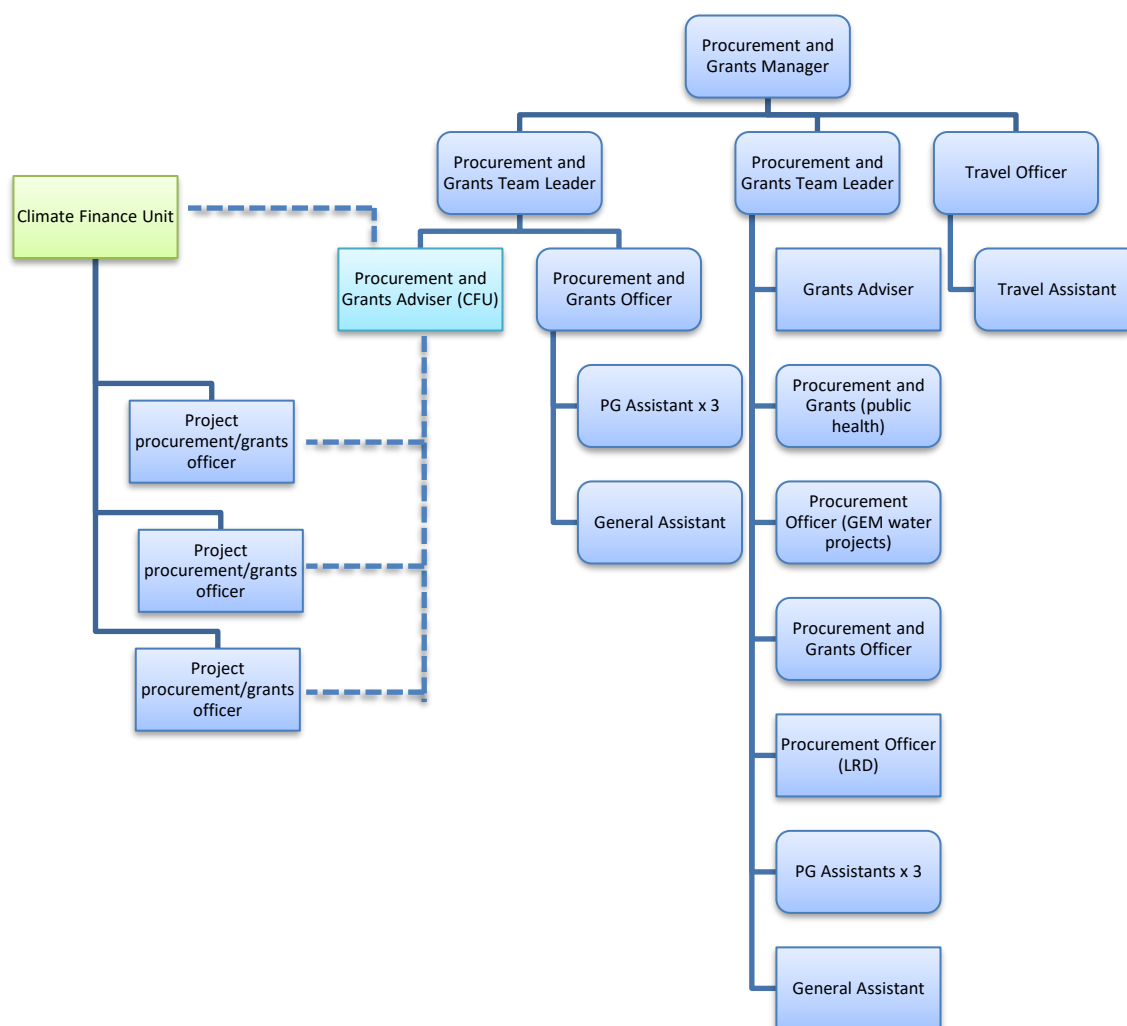 Procurement and
Grants Manager
Procurement and
Grants Team Leader
Procurement and
Grants Team Leader
Travel Officer
Climate Finance Unit
Procurement and
Grants Adviser (CFU)
Procurement and
Grants Officer
Grants Adviser
Travel Assistant
Project
procurement/grants
officer
PG Assistant x 3
Procurement and
Grants (public
health)
Project
procurement/grants
officer
General Assistant
Procurement
Officer (GEM water
projects)
Project
procurement/grants
officer
Procurement and
Grants Officer
Procurement Officer
(LRD)
PG Assistants x 3
General Assistant